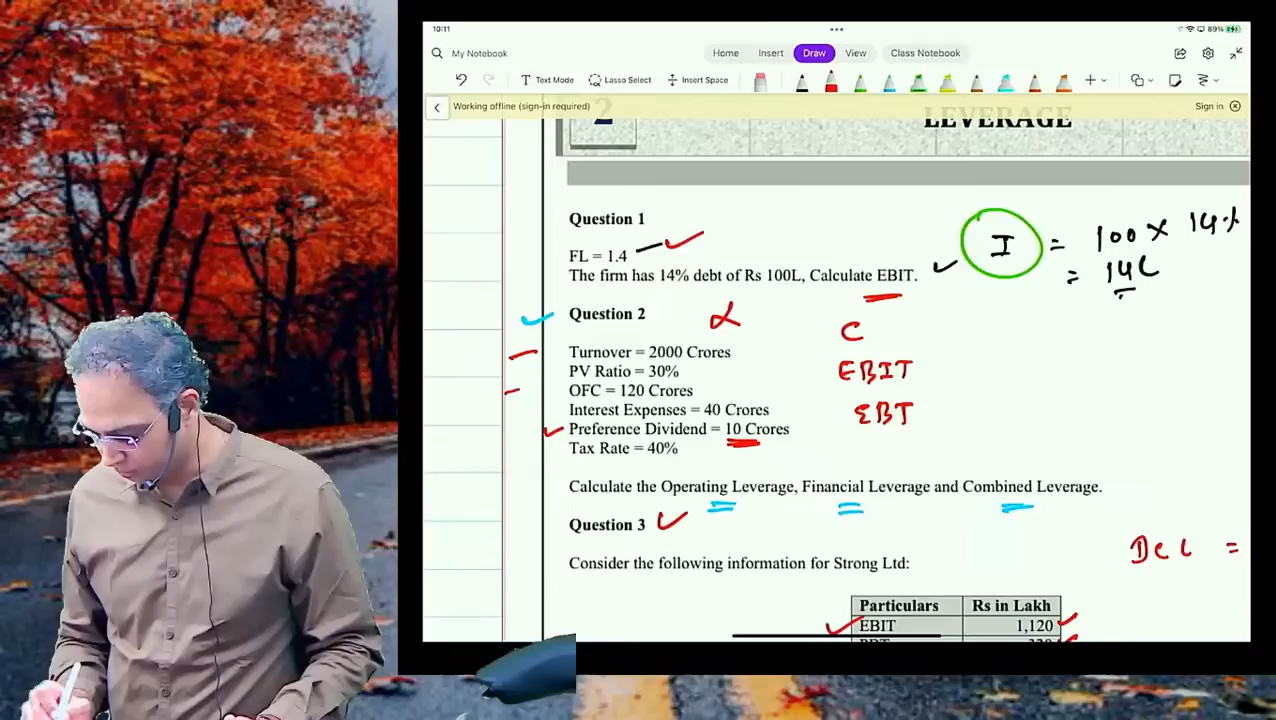 10:11
89%
My Notebook
Home Insert Draw View Class Notebook
Text Mode Lasso Select Insert Space
Working offline (sign-in required) Sign in
2 LEVERAGE
Question 1
FL = 1.4
The firm has 14% debt of Rs 100L, Calculate EBIT.
I = 100 × 14%
= 14L
Question 2
Turnover = 2000 Crores
C
PV Ratio = 30%
EBIT
OFC = 120 Crores
Interest Expenses = 40 Crores
EBT
Preference Dividend = 10 Crores
Tax Rate = 40%
Calculate the Operating Leverage, Financial Leverage and Combined Leverage.
Question 3
DCL =
Consider the following information for Strong Ltd:
Particulars Rs in Lakh
EBIT 1,120